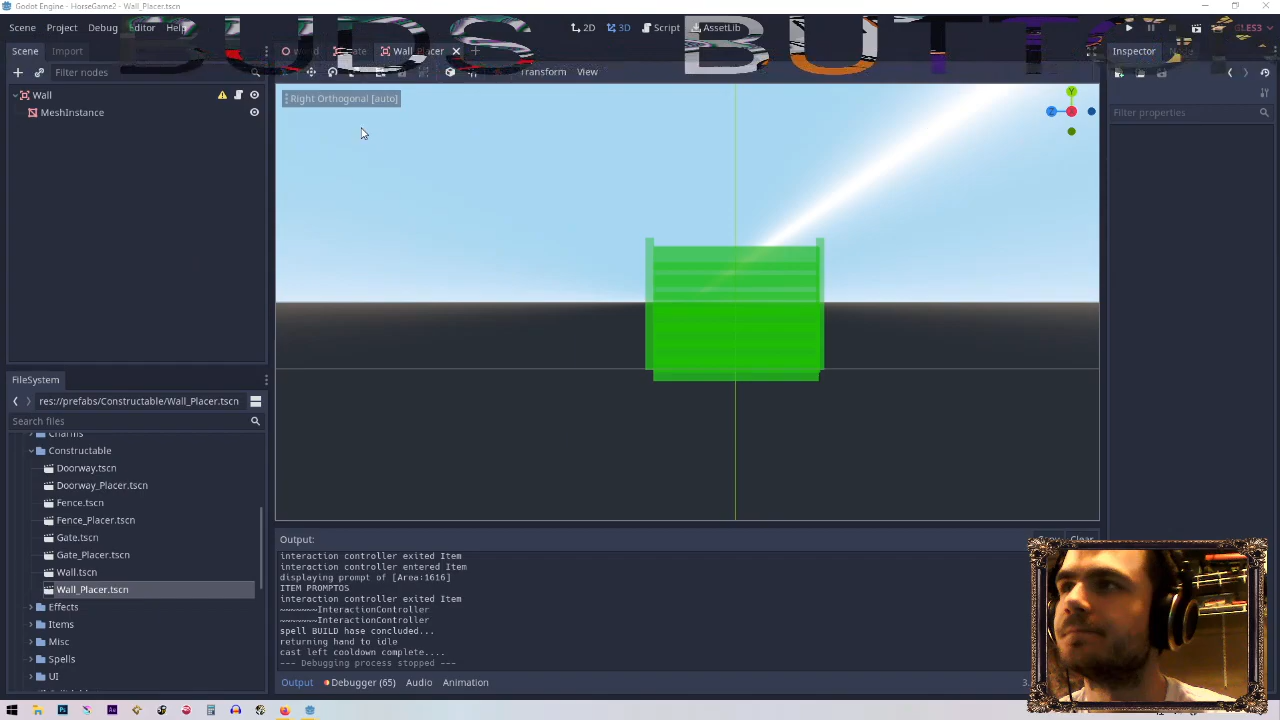 Godot Engine - HorseGame2 - Wall_Placer.tscn
Scene Project Debug Editor Help
2D 3D Script AssetLib
GLES3
BUDS BUT
Scene Import
Wall_Placer
Inspector
Filter nodes
Transform View
Wall
MeshInstance
Right Orthogonal [auto]
Y
Z
Filter properties
FileSystem
res://prefabs/Constructable/Wall_Placer.tscn
Search files
Charms
Constructable
Doorway.tscn
Doorway_Placer.tscn
Fence.tscn
Fence_Placer.tscn
Gate.tscn
Gate_Placer.tscn
Wall.tscn
Wall_Placer.tscn
Effects
Items
Misc
Spells
UI
Output:
Clear
interaction controller exited Item
interaction controller entered Item
displaying prompt of [Area:1616]
ITEM PROMPTOS
interaction controller exited Item
~~~~~~~InteractionController
~~~~~~~InteractionController
spell BUILD hase concluded...
returning hand to idle
cast left cooldown complete....
--- Debugging process stopped ---
Output Debugger (65) Audio Animation
3.